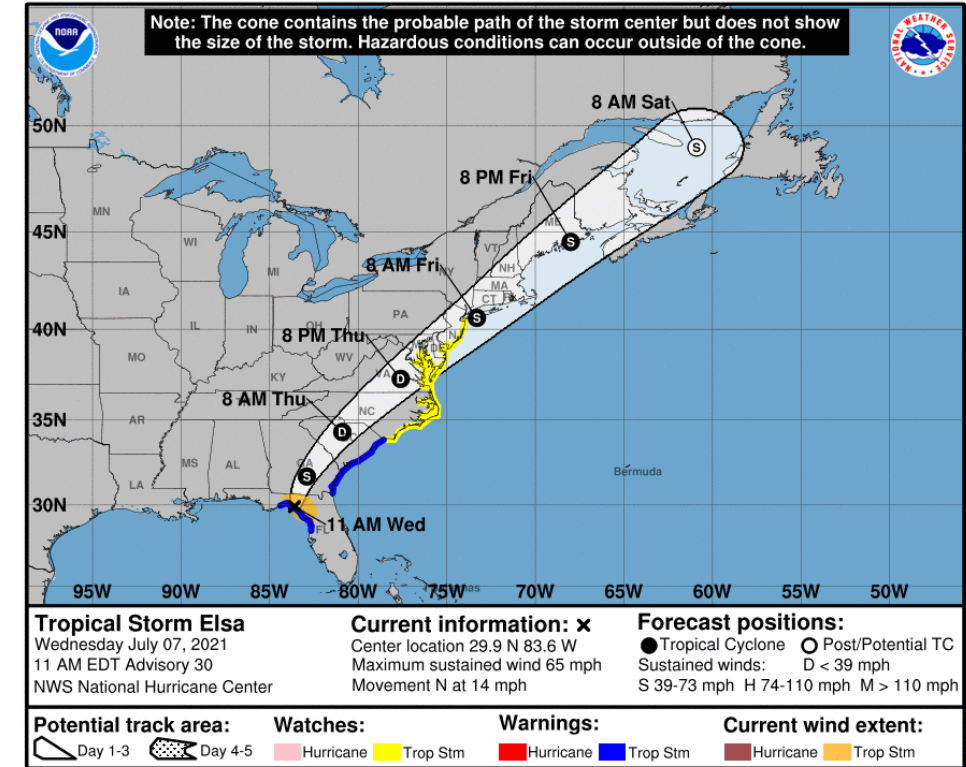 Note: The cone contains the probable path of the storm center but does not show
the size of the storm. Hazardous conditions can occur outside of the cone.
NOAA
NATIONAL WEATHER SERVICE
8 AM Sat
50N
S
8 PM Fri
MN
ME
45N
WI
VT
S
8 AM Fri
NY
NH
MI
MA
IA
CT
PA
S
40N
IL
IN
OH
8 PM Thu
MO
WV
DE
KY
VA
D
8 AM Thu
NC
35N
AR
D
MS
AL
GA
S
Bermuda
LA
30N
11 AM Wed
FL
95W
90W
85W
80W
75W
70W
65W
60W
55W
50W
Tropical Storm Elsa
Wednesday July 07, 2021
11 AM EDT Advisory 30
NWS National Hurricane Center
Current information: x
Center location 29.9 N 83.6 W
Maximum sustained wind 65 mph
Movement N at 14 mph
Forecast positions:
Tropical Cyclone Post/Potential TC
Sustained winds: D < 39 mph
S 39-73 mph H 74-110 mph M > 110 mph
Potential track area:
Day 1-3 Day 4-5
Watches:
Hurricane Trop Stm
Warnings:
Hurricane Trop Stm
Current wind extent:
Hurricane Trop Stm